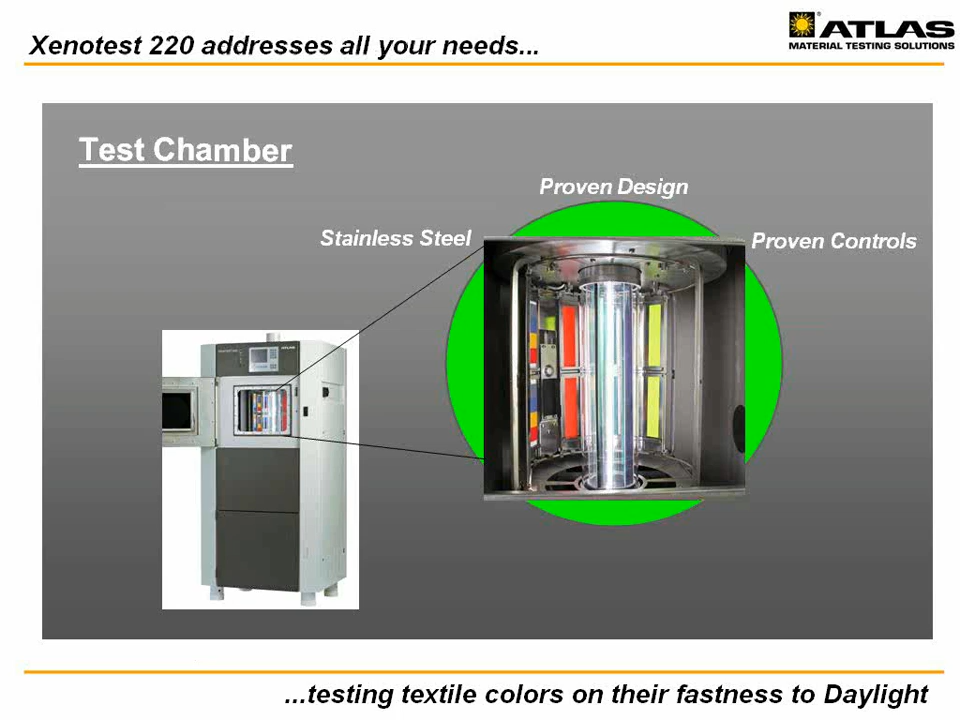 Xenotest 220 addresses all your needs...
ATLAS
MATERIAL TESTING SOLUTIONS
Test Chamber
Proven Design
Stainless Steel
Proven Controls
...testing textile colors on their fastness to Daylight